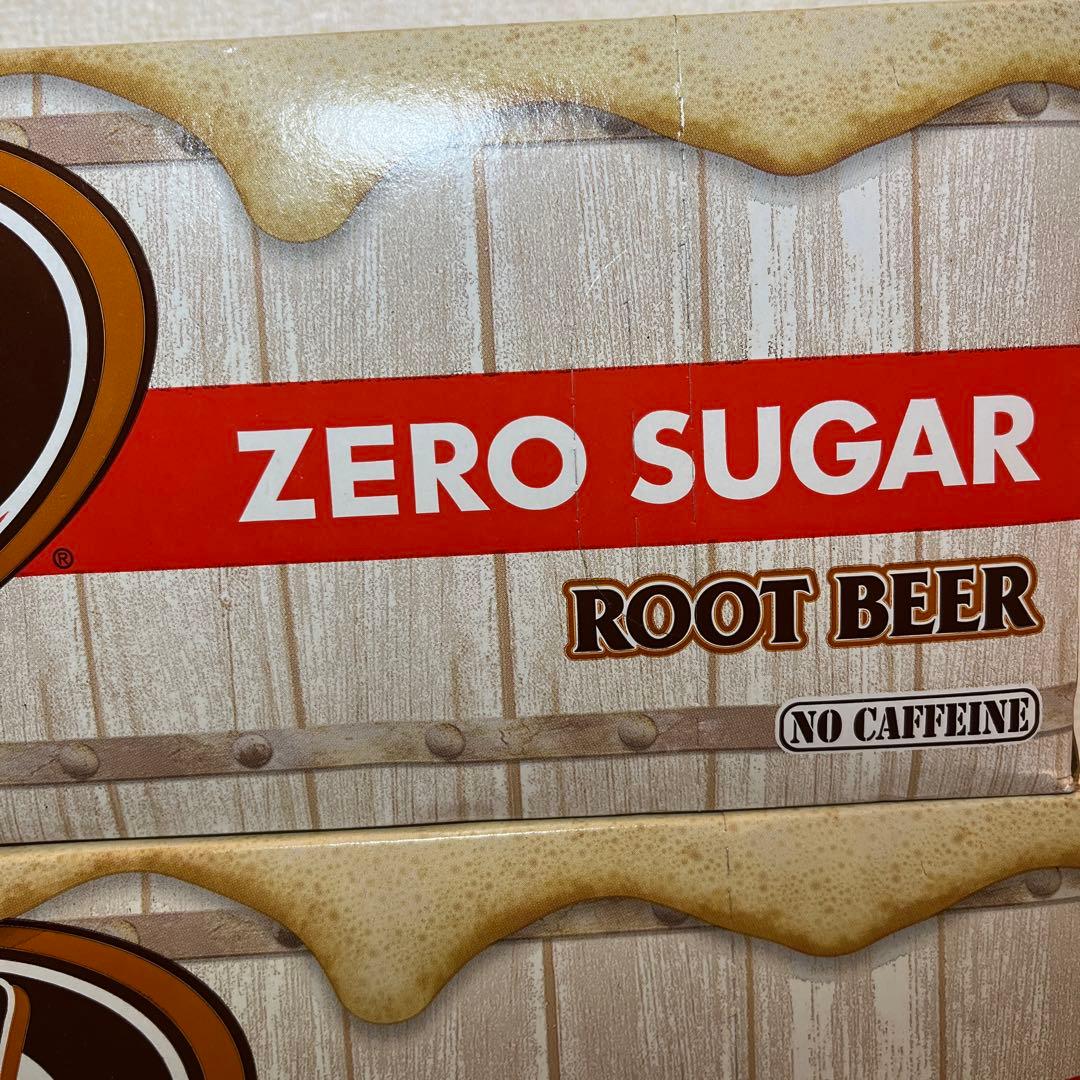 ZERO SUGAR
®
ROOT BEER
NO CAFFEINE